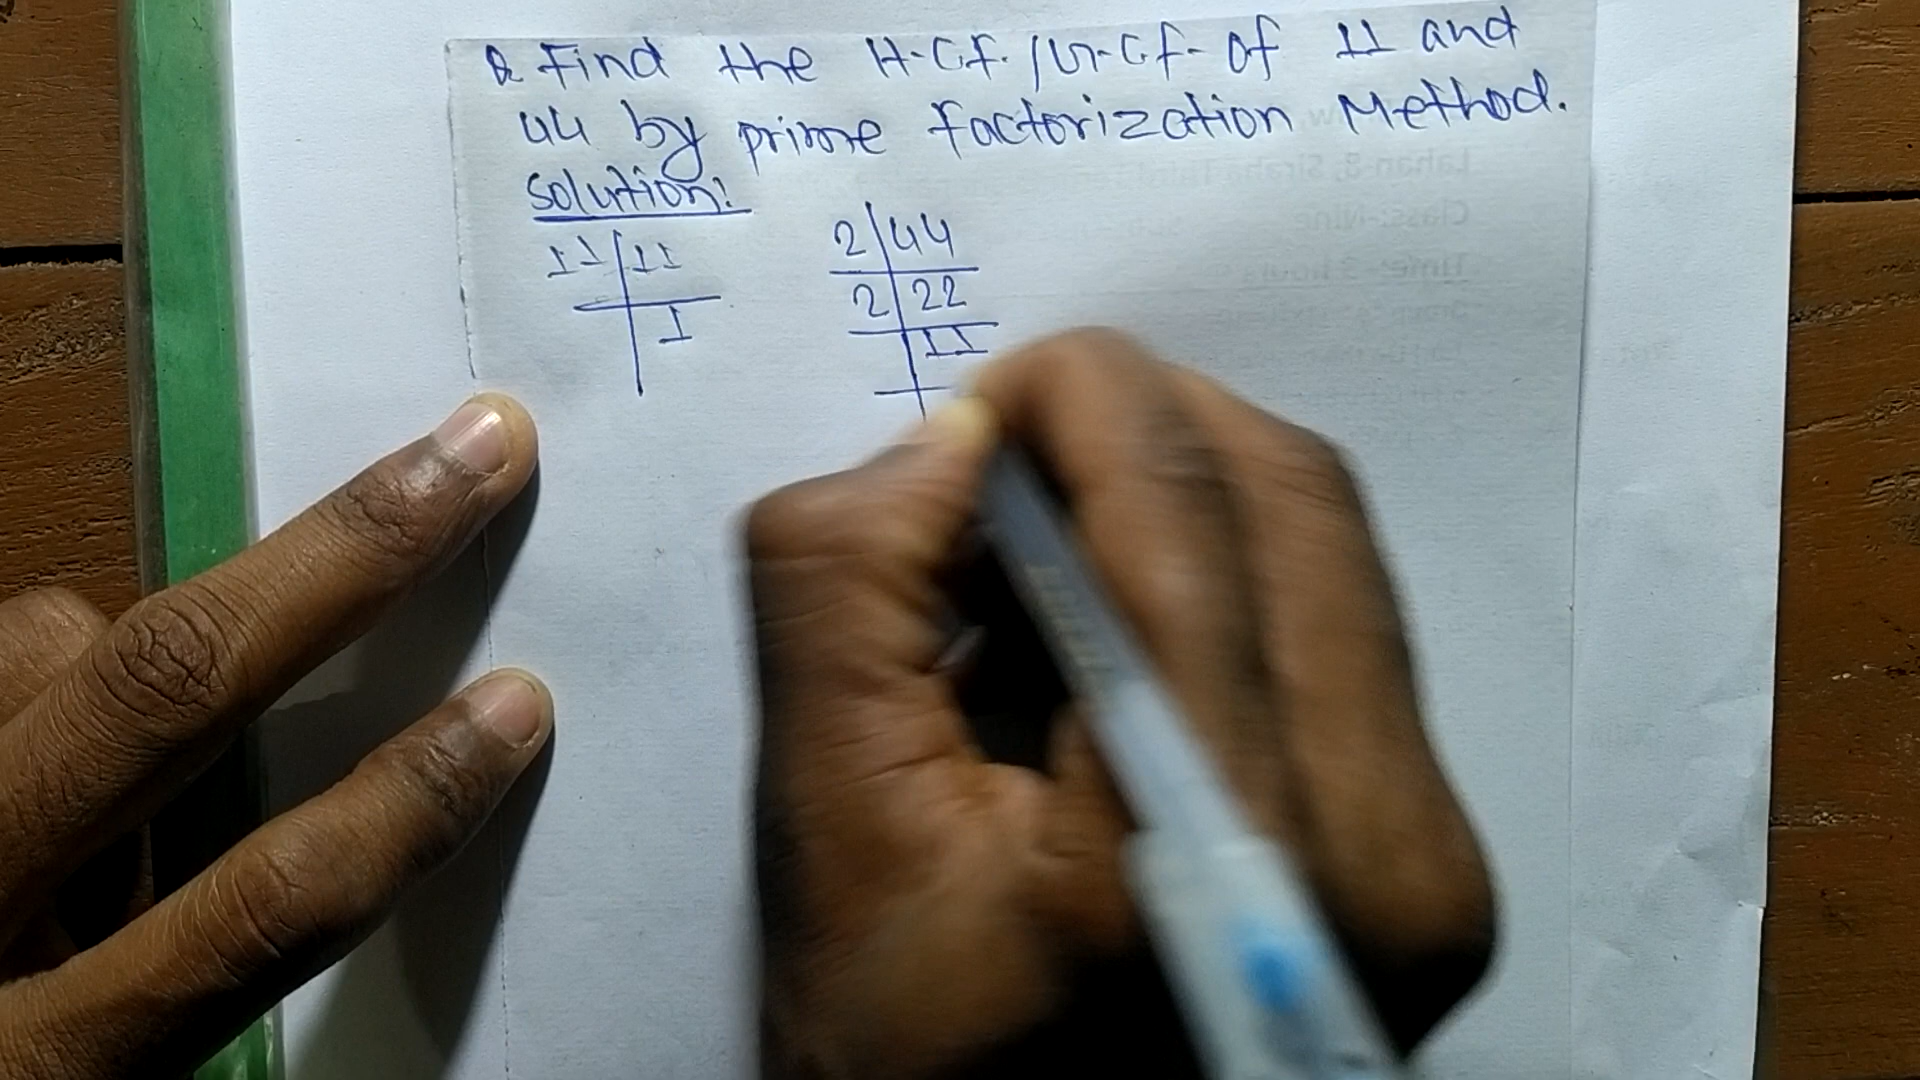 Q. Find the H.C.F. / G.C.F. of 11 and
44 by prime factorization Method.
Solution:
11 | 11
1
2 | 44
2 | 22
11